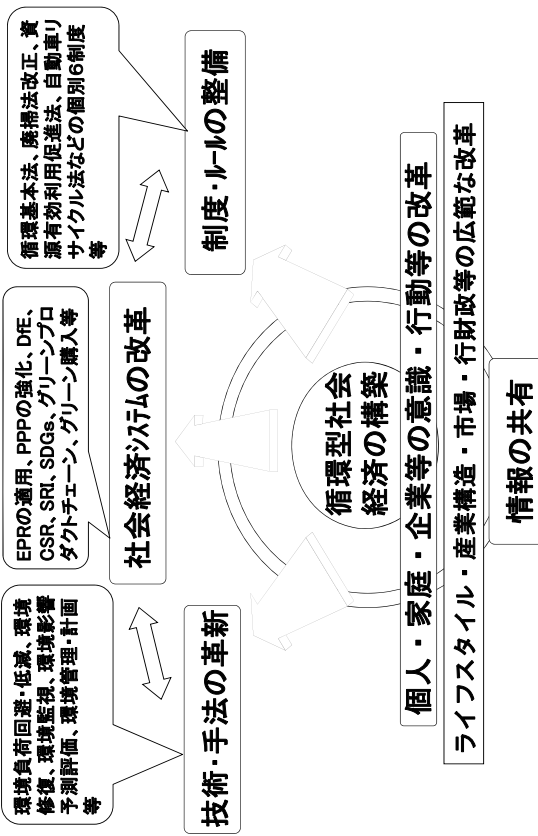 環境負荷回避・低減、環境
修復、環境監視、環境影響
予測評価、環境管理・計画
等
EPRの適用、PPPの強化、DfE、
CSR、SRI、SDGs、グリーンプロ
ダクトチェーン、グリーン購入等
循環基本法、廃掃法改正、資
源有効利用促進法、自動車リ
サイクル法などの個別6制度
等
技術・手法の革新
社会経済システムの改革
制度・ルールの整備
循環型社会
経済の構築
個人・家庭・企業等の意識・行動等の改革
ライフスタイル・産業構造・市場・行財政等の広範な改革
情報の共有